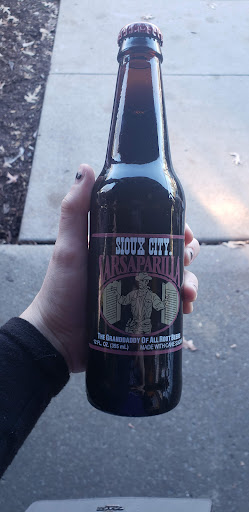 SIOUX CITY
SARSAPARILLA
THE GRANDDADDY OF ALL ROOT BEERS
12 FL. OZ. (355 mL) MADE WITH CANE SUGAR